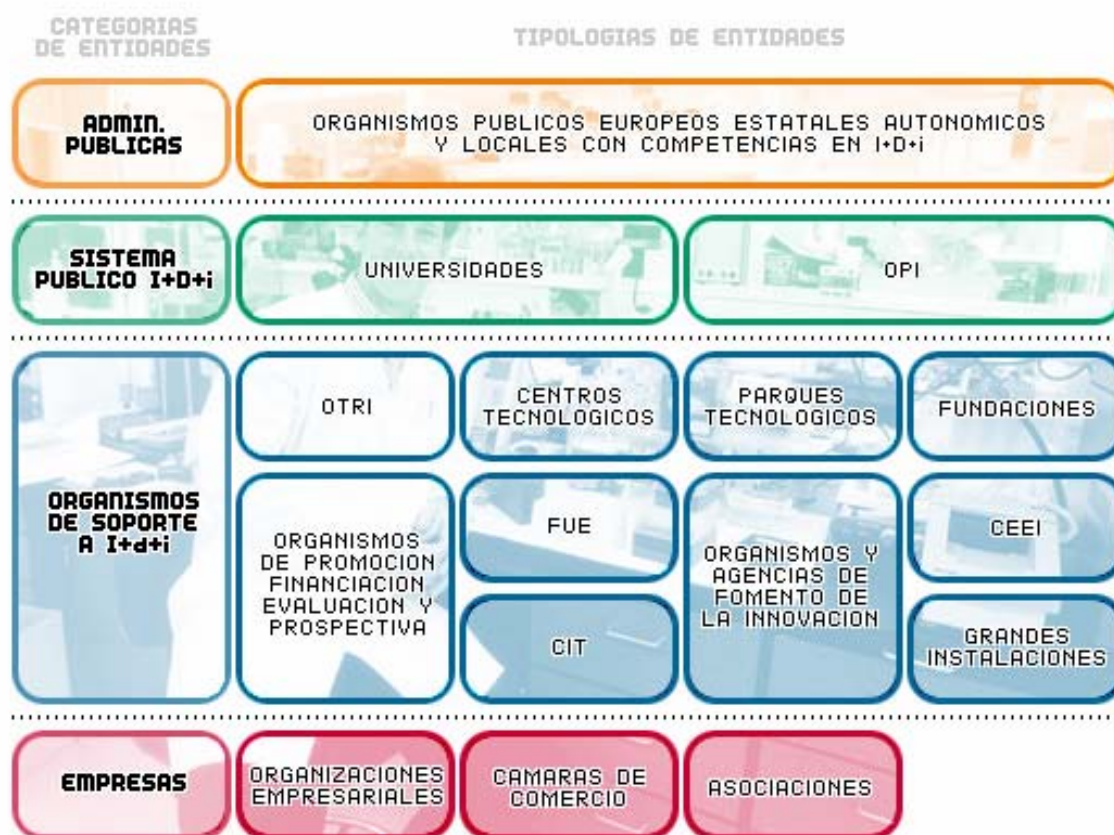 CATEGORIAS
DE ENTIDADES
TIPOLOGIAS DE ENTIDADES
ADMIN.
PUBLICAS
ORGANISMOS PUBLICOS EUROPEOS ESTATALES AUTONOMICOS
Y LOCALES CON COMPETENCIAS EN I+D+i
SISTEMA
PUBLICO I+D+i
UNIVERSIDADES
OPI
ORGANISMOS
DE SOPORTE
A I+d+i
OTRI
CENTROS
TECNOLOGICOS
PARQUES
TECNOLOGICOS
FUNDACIONES
ORGANISMOS
DE PROMOCION
FINANCIACION
EVALUACION Y
PROSPECTIVA
FUE
CIT
ORGANISMOS Y
AGENCIAS DE
FOMENTO DE
LA INNOVACION
CEEI
GRANDES
INSTALACIONES
EMPRESAS
ORGANIZACIONES
EMPRESARIALES
CAMARAS DE
COMERCIO
ASOCIACIONES